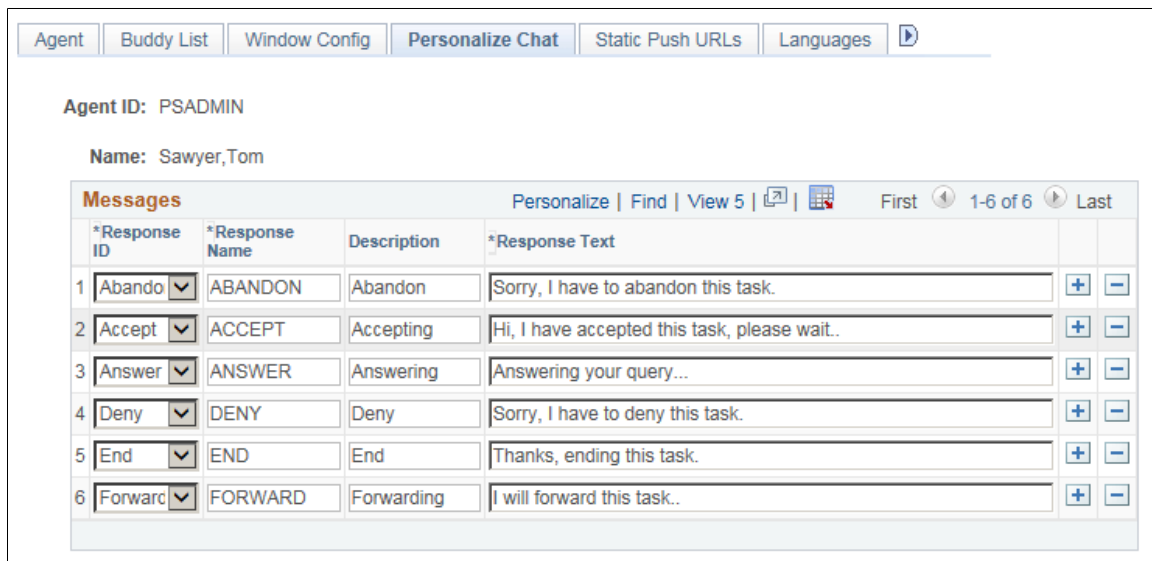 Agent Buddy List Window Config Personalize Chat Static Push URLs Languages
Agent ID: PSADMIN
Name: Sawyer,Tom
Messages Personalize | Find | View 5 | | First 1-6 of 6 Last
*Response ID *Response Name Description *Response Text
1 Abando ABANDON Abandon Sorry, I have to abandon this task.
2 Accept ACCEPT Accepting Hi, I have accepted this task, please wait..
3 Answer ANSWER Answering Answering your query...
4 Deny DENY Deny Sorry, I have to deny this task.
5 End END End Thanks, ending this task.
6 Forward FORWARD Forwarding I will forward this task..